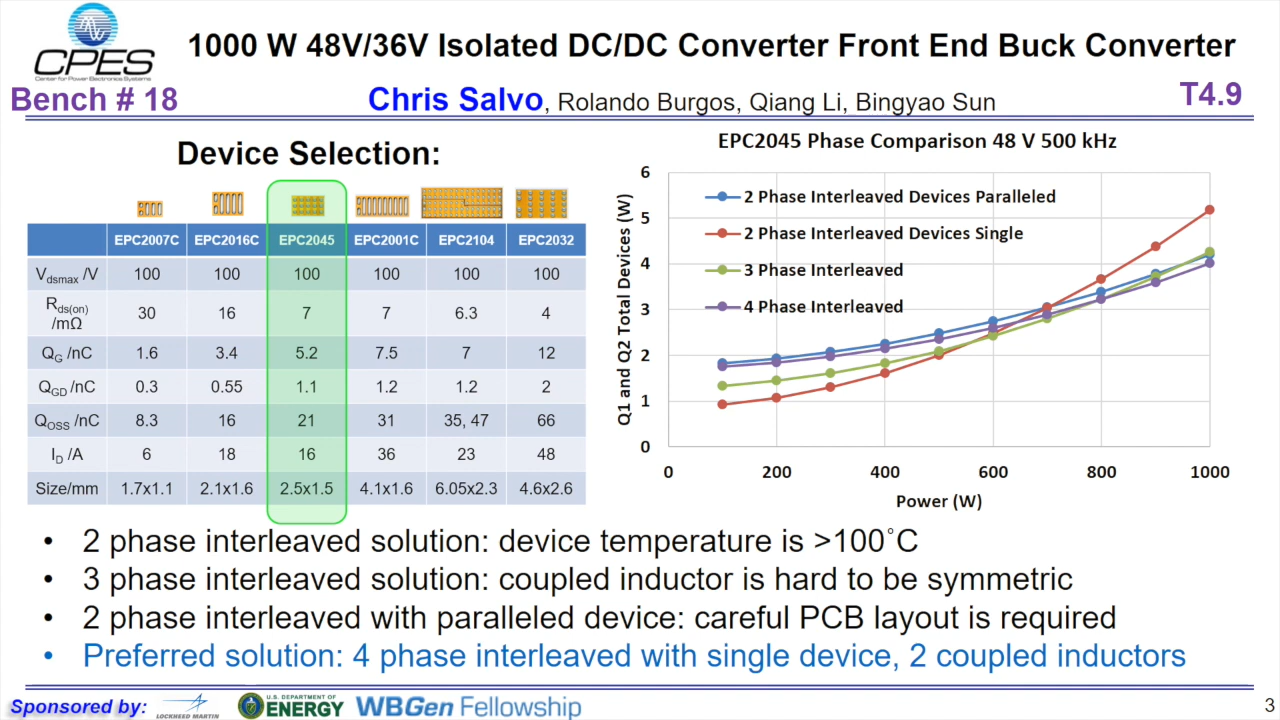 CPES
Center for Power Electronics Systems
1000 W 48V/36V Isolated DC/DC Converter Front End Buck Converter
Bench # 18
Chris Salvo, Rolando Burgos, Qiang Li, Bingyao Sun
T4.9
Device Selection:
EPC2007C EPC2016C EPC2045 EPC2001C EPC2104 EPC2032
Vdsmax /V 100 100 100 100 100 100
Rds(on) /mΩ 30 16 7 7 6.3 4
QG /nC 1.6 3.4 5.2 7.5 7 12
QGD /nC 0.3 0.55 1.1 1.2 1.2 2
QOSS /nC 8.3 16 21 31 35, 47 66
ID /A 6 18 16 36 23 48
Size/mm 1.7x1.1 2.1x1.6 2.5x1.5 4.1x1.6 6.05x2.3 4.6x2.6
EPC2045 Phase Comparison 48 V 500 kHz
Q1 and Q2 Total Devices (W)
6
5
4
3
2
1
0
2 Phase Interleaved Devices Paralleled
2 Phase Interleaved Devices Single
3 Phase Interleaved
4 Phase Interleaved
0 200 400 600 800 1000
Power (W)
• 2 phase interleaved solution: device temperature is >100°C
• 3 phase interleaved solution: coupled inductor is hard to be symmetric
• 2 phase interleaved with paralleled device: careful PCB layout is required
• Preferred solution: 4 phase interleaved with single device, 2 coupled inductors
Sponsored by:
LOCKHEED MARTIN
U.S. DEPARTMENT OF
ENERGY
WBGen Fellowship
3